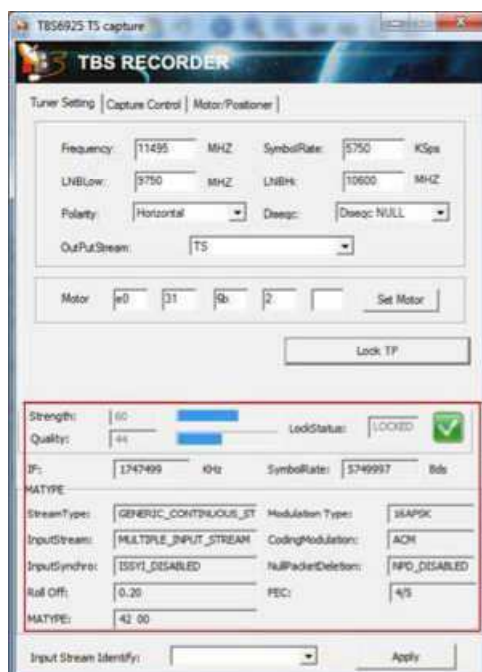 TBS6925 TS capture
TBS RECORDER
Tuner Setting Capture Control Motor/Positioner
Frequency: 11495 MHZ SymbolRate: 5750 KSps
LNBLow: 9750 MHZ LNBHi: 10600 MHZ
Polarity: Horizontal Diseqc: Diseqc NULL
OutPutStream: TS
Motor e0 31 6b 2 Set Motor
Lock TP
Strength: 60
Quality: 44 LockStatus: LOCKED
IF: 1747499 KHz SymbolRate: 5749997 Bds
MATYPE
StreamType: GENERIC_CONTINUOUS_ST Modulation Type: 16APSK
InputStream: MULTIPLE_INPUT_STREAM CodingModulation: ACM
InputSynchro: ISSYI_DISABLED NullPacketDeletion: NPD_DISABLED
Roll Off: 0.20 FEC: 4/5
MATYPE: 42 00
Input Stream Identify: Apply